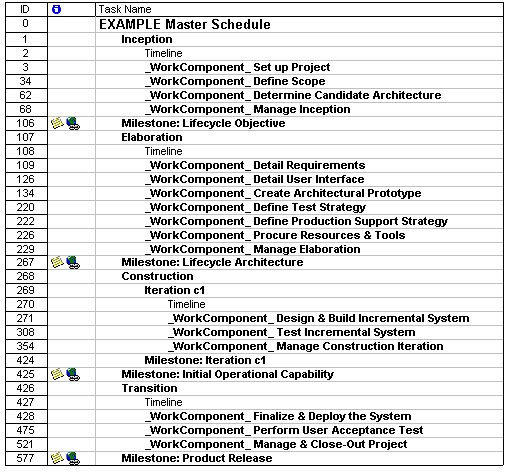 ID Task Name
0 EXAMPLE Master Schedule
1 Inception
2 Timeline
3 _WorkComponent_ Set up Project
34 _WorkComponent_ Define Scope
62 _WorkComponent_ Determine Candidate Architecture
68 _WorkComponent_ Manage Inception
106 Milestone: Lifecycle Objective
107 Elaboration
108 Timeline
109 _WorkComponent_ Detail Requirements
126 _WorkComponent_ Detail User Interface
134 _WorkComponent_ Create Architectural Prototype
220 _WorkComponent_ Define Test Strategy
222 _WorkComponent_ Define Production Support Strategy
226 _WorkComponent_ Procure Resources & Tools
229 _WorkComponent_ Manage Elaboration
267 Milestone: Lifecycle Architecture
268 Construction
269 Iteration c1
270 Timeline
271 _WorkComponent_ Design & Build Incremental System
308 _WorkComponent_ Test Incremental System
354 _WorkComponent_ Manage Construction Iteration
424 Milestone: Iteration c1
425 Milestone: Initial Operational Capability
426 Transition
427 Timeline
428 _WorkComponent_ Finalize & Deploy the System
475 _WorkComponent_ Perform User Acceptance Test
521 _WorkComponent_ Manage & Close-Out Project
577 Milestone: Product Release